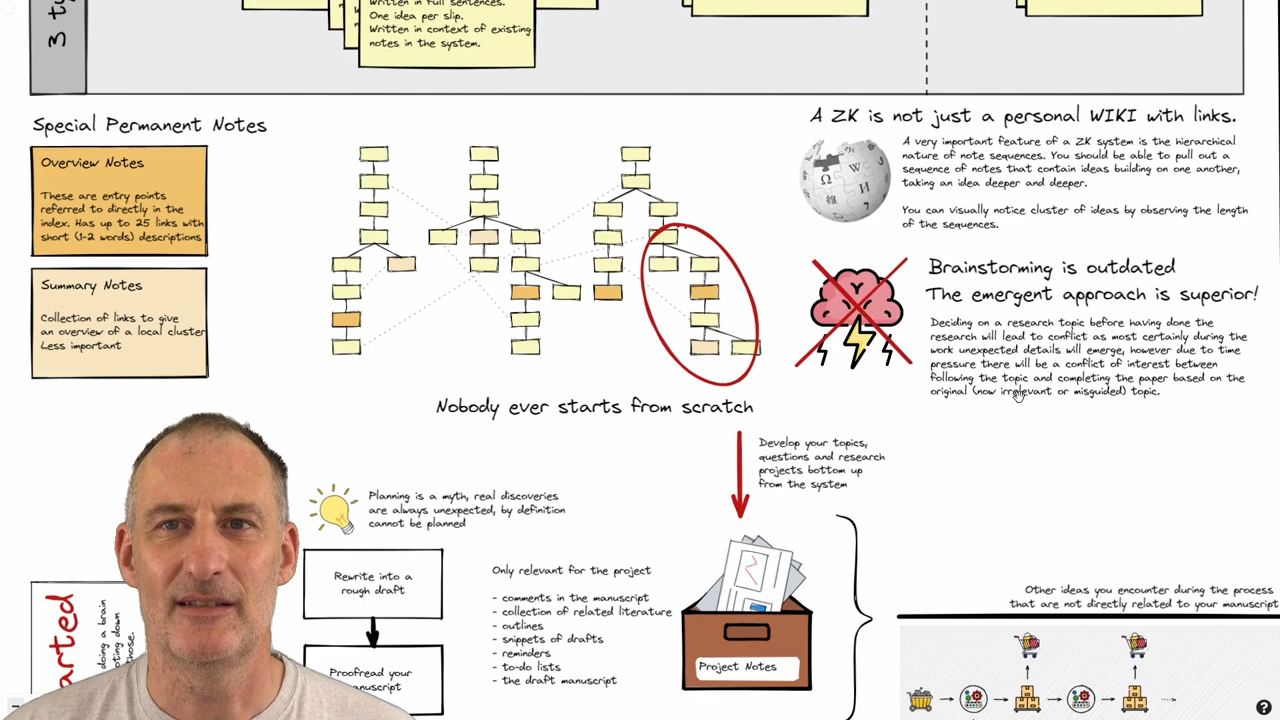 3 ty
Written in full sentences.
One idea per slip.
Written in context of existing
notes in the system.
Special Permanent Notes
Overview Notes
These are entry points
referred to directly in the
index. Has up to 25 links with
short (1-2 words) descriptions
Summary Notes
Collection of links to give
an overview of a local cluster
Less important
A ZK is not just a personal WIKI with links.
A very important feature of a ZK system is the hierarchical
nature of note sequences. You should be able to pull out a
sequence of notes that contain ideas building on one another,
taking an idea deeper and deeper.
You can visually notice cluster of ideas by observing the length
of the sequences.
Brainstorming is outdated
The emergent approach is superior!
Deciding on a research topic before having done the
research will lead to conflict as most certainly during the
work unexpected details will emerge, however due to time
pressure there will be a conflict of interest between
following the topic and completing the paper based on the
original (now irrelevant or misguided) topic.
Nobody ever starts from scratch
Develop your topics,
questions and research
projects bottom up
from the system
Planning is a myth, real discoveries
are always unexpected, by definition
cannot be planned
Rewrite into a
rough draft
Proofread your
nuscript
Only relevant for the project
- comments in the manuscript
- collection of related literature
- outlines
- snippets of drafts
- reminders
- to-do lists
- the draft manuscript
Project Notes
Other ideas you encounter during the process
that are not directly related to your manuscript
arted
doing a brain
oting down
those.
Ω
W
И
維
?